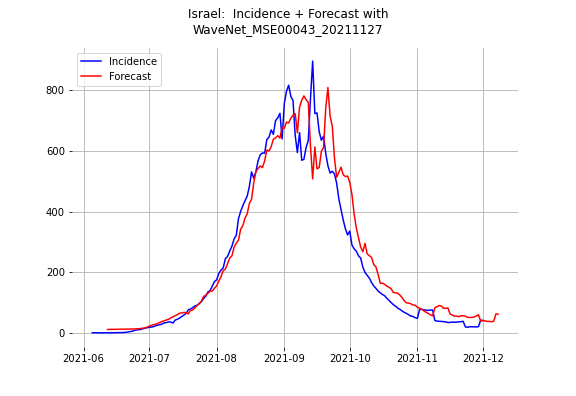 Israel:  Incidence + Forecast with
WaveNet_MSE00043_20211127
Incidence
Forecast
800
600
400
200
0
2021-06 2021-07 2021-08 2021-09 2021-10 2021-11 2021-12